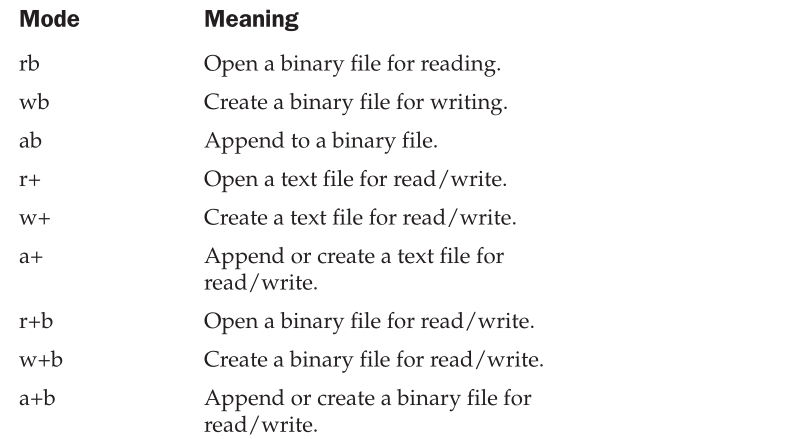 Mode Meaning
rb Open a binary file for reading.
wb Create a binary file for writing.
ab Append to a binary file.
r+ Open a text file for read/write.
w+ Create a text file for read/write.
a+ Append or create a text file for
read/write.
r+b Open a binary file for read/write.
w+b Create a binary file for read/write.
a+b Append or create a binary file for
read/write.